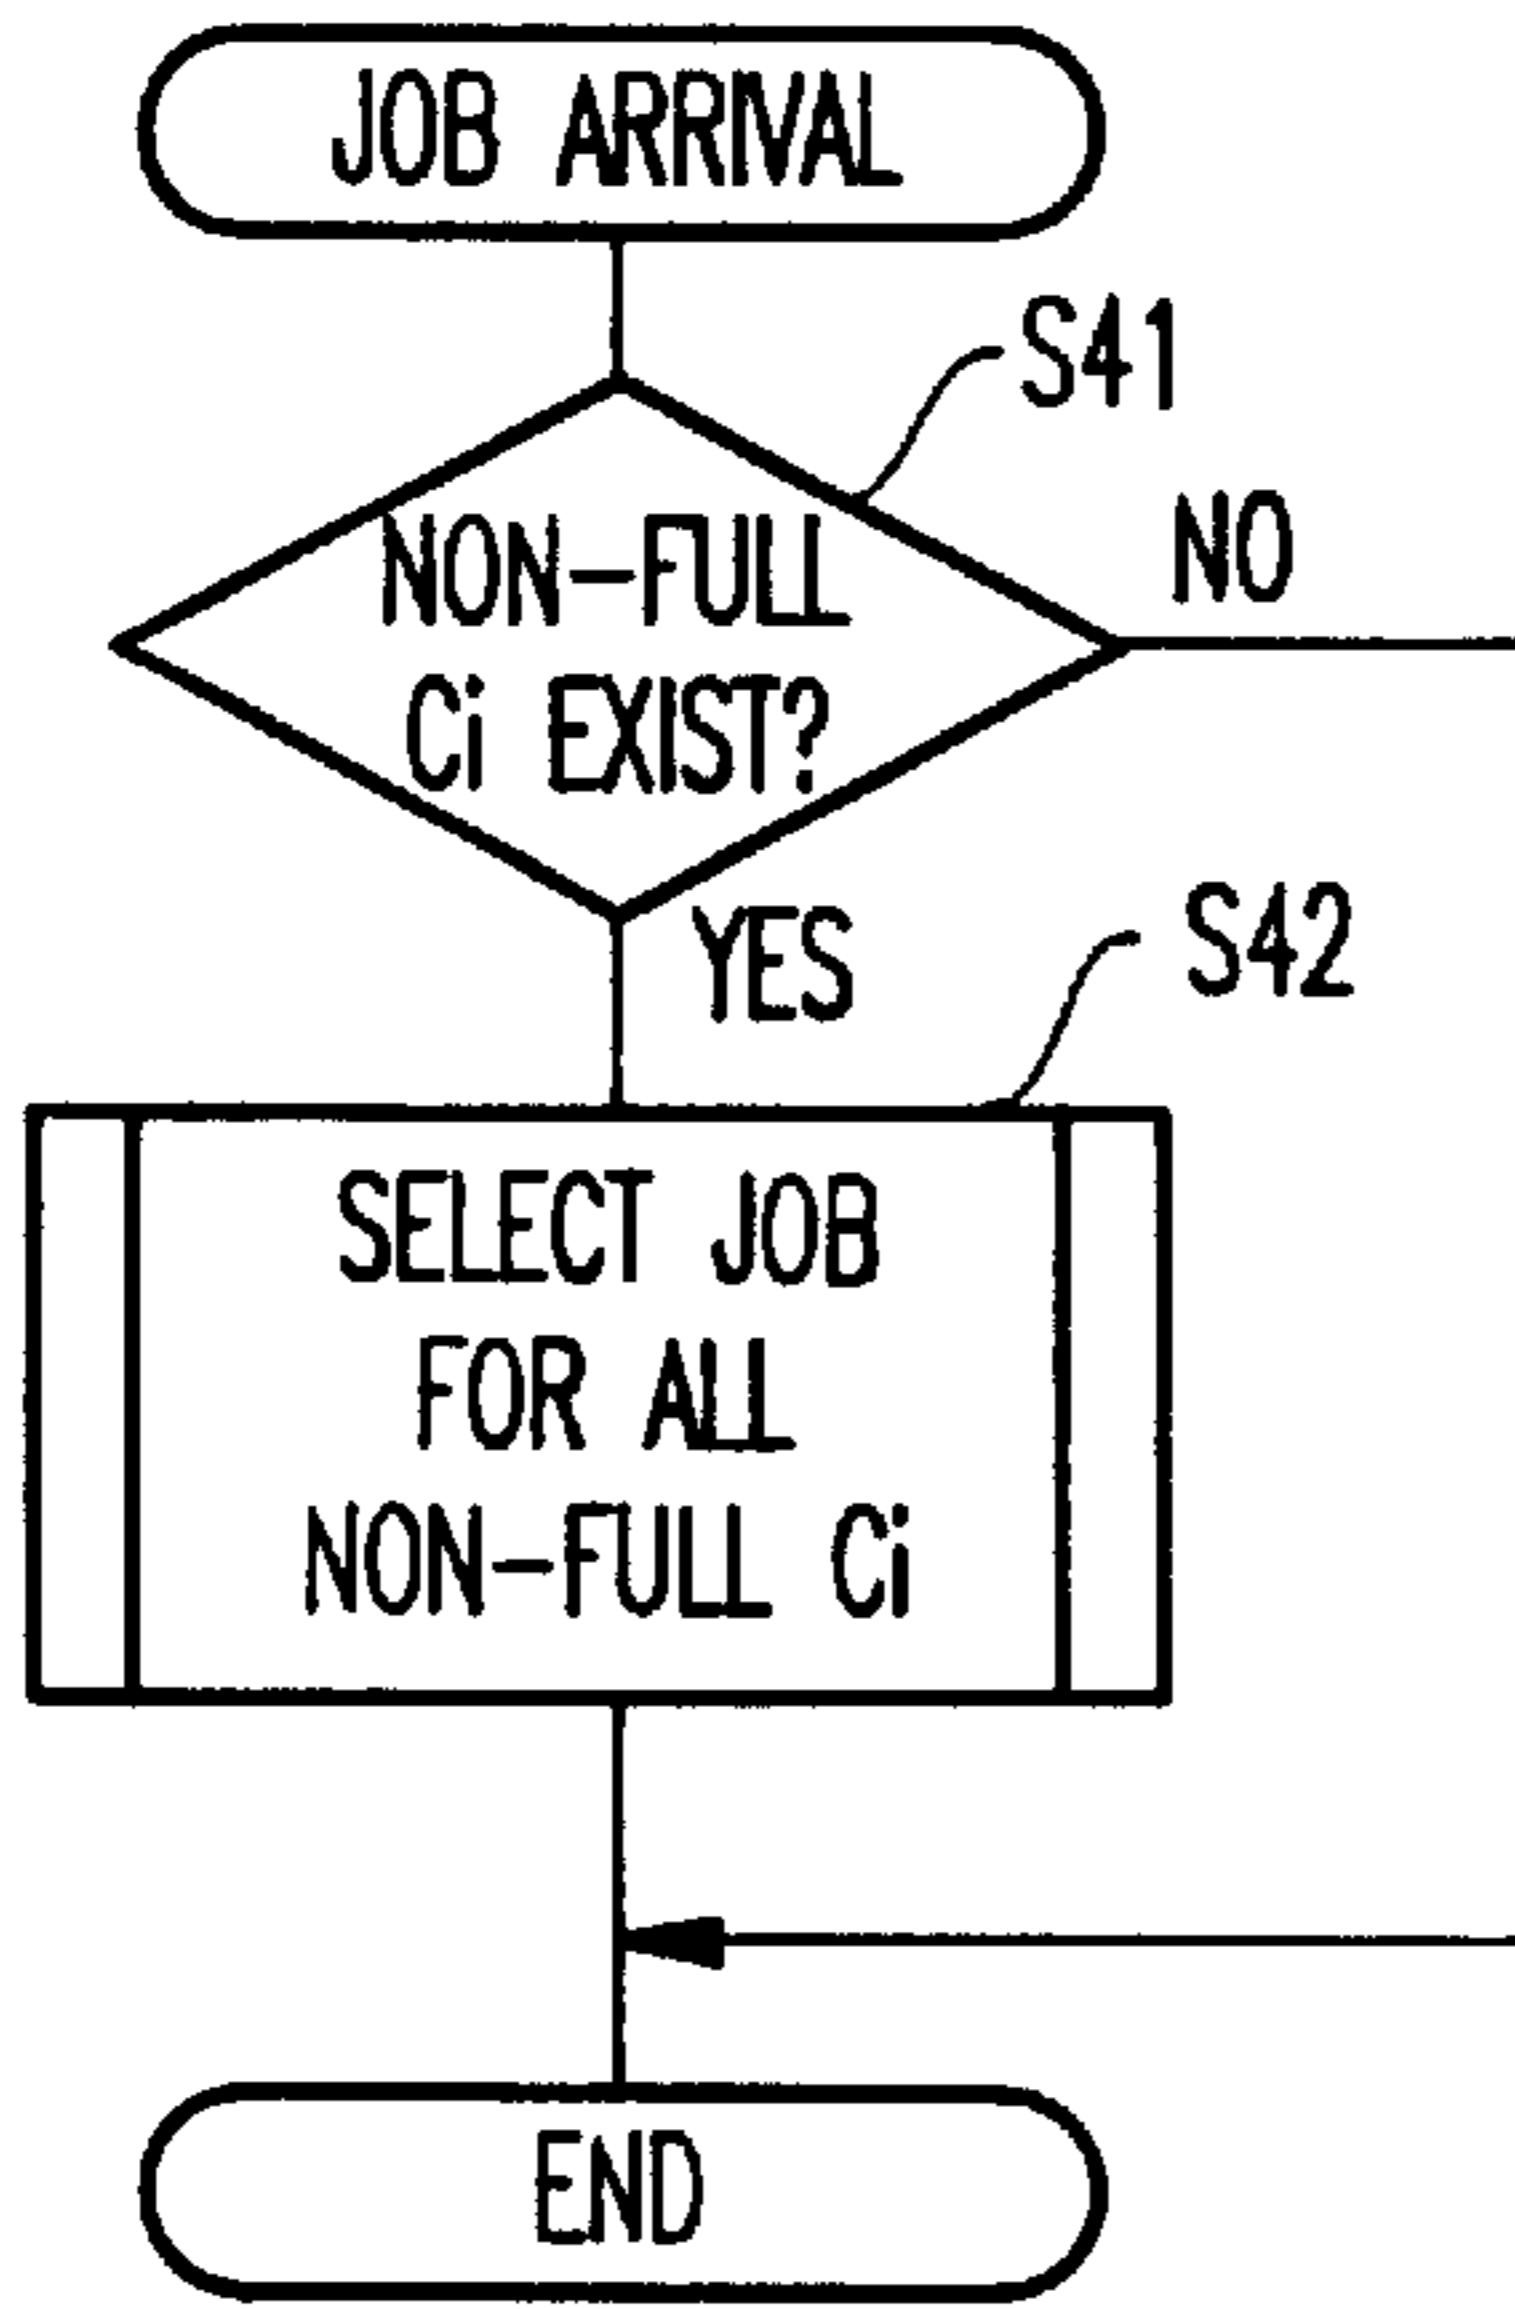 JOB ARRIVAL
S41
NON-FULL
Ci EXIST?
NO
YES
S42
SELECT JOB
FOR ALL
NON-FULL Ci
END